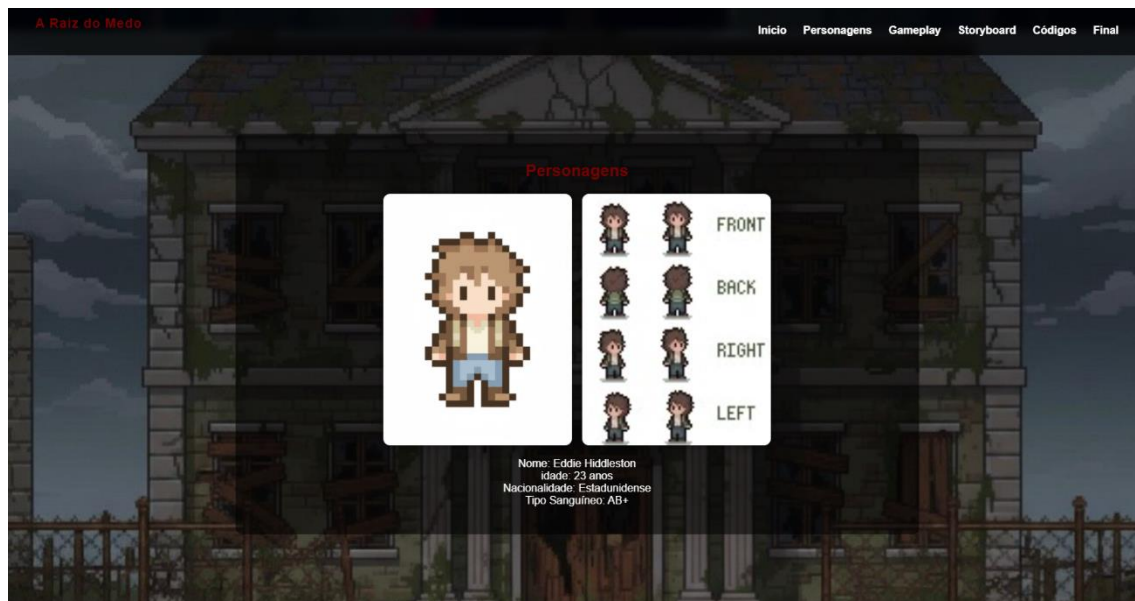 A Raiz do Medo
Início Personagens Gameplay Storyboard Códigos Final
Personagens
FRONT
BACK
RIGHT
LEFT
Nome: Eddie Hiddleston
idade: 23 anos
Nacionalidade: Estadunidense
Tipo Sanguíneo: AB+